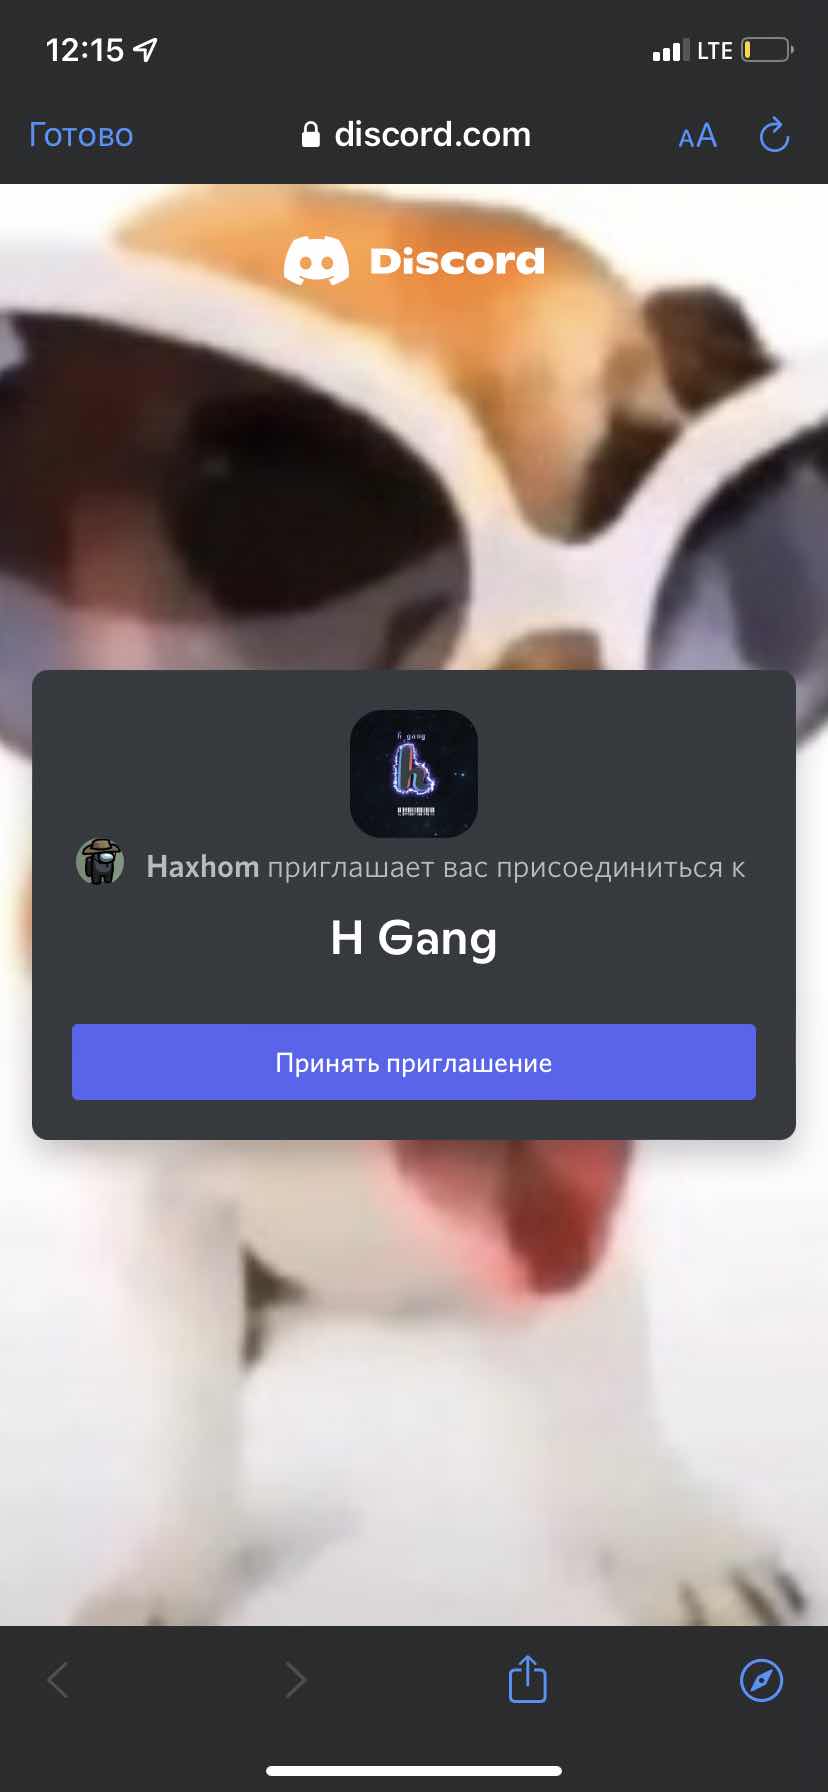 12:15
LTE
Готово
discord.com
AA
Discord
h gang
h
Haxhom приглашает вас присоединиться к
H Gang
Принять приглашение